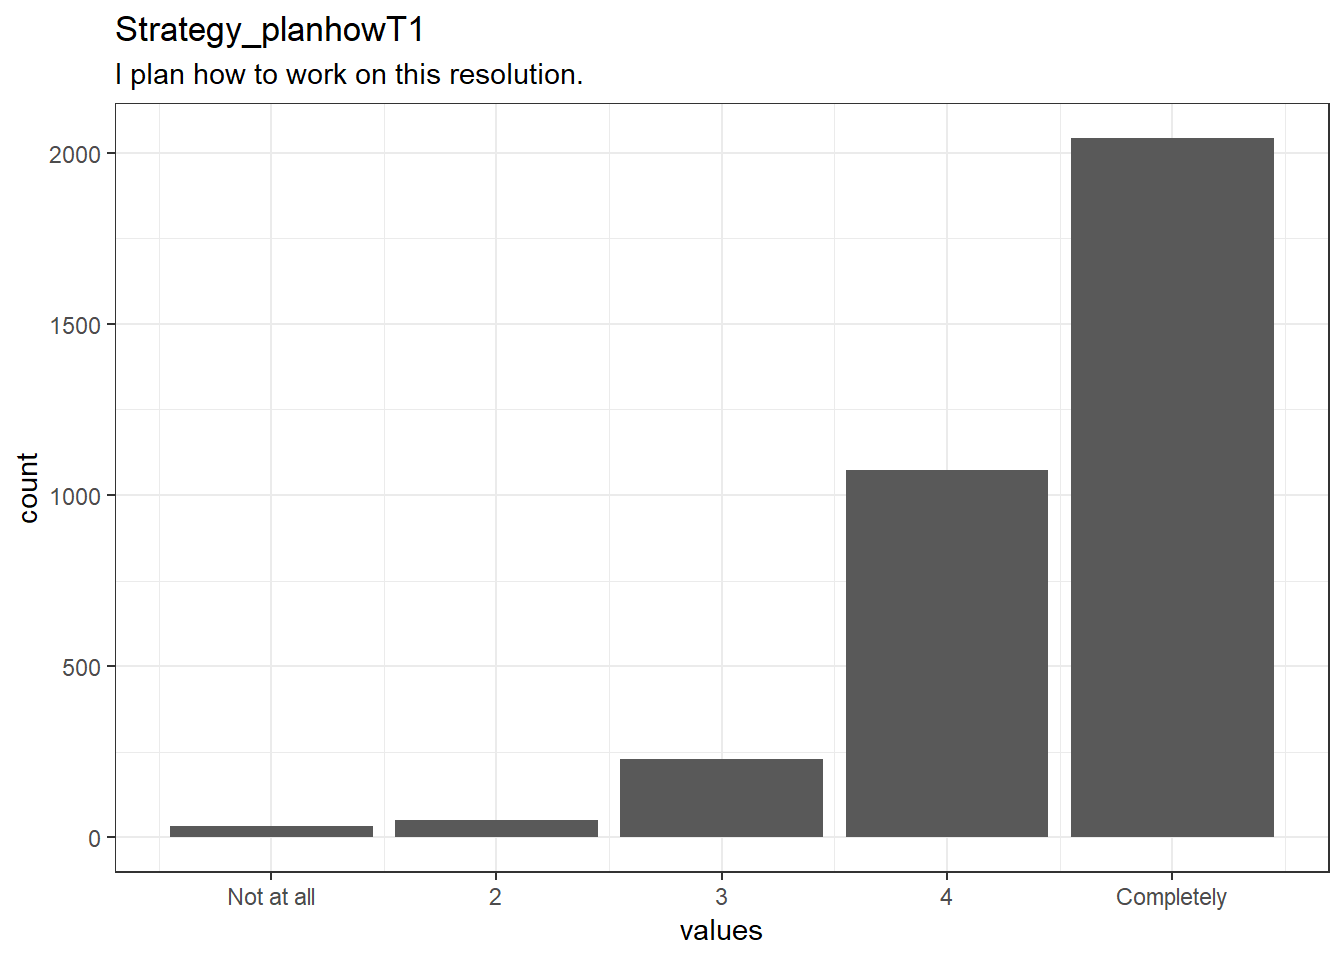 Strategy_planhowT1
I plan how to work on this resolution.
2000
1500
1000
500
0
count
Not at all 2 3 4 Completely
values